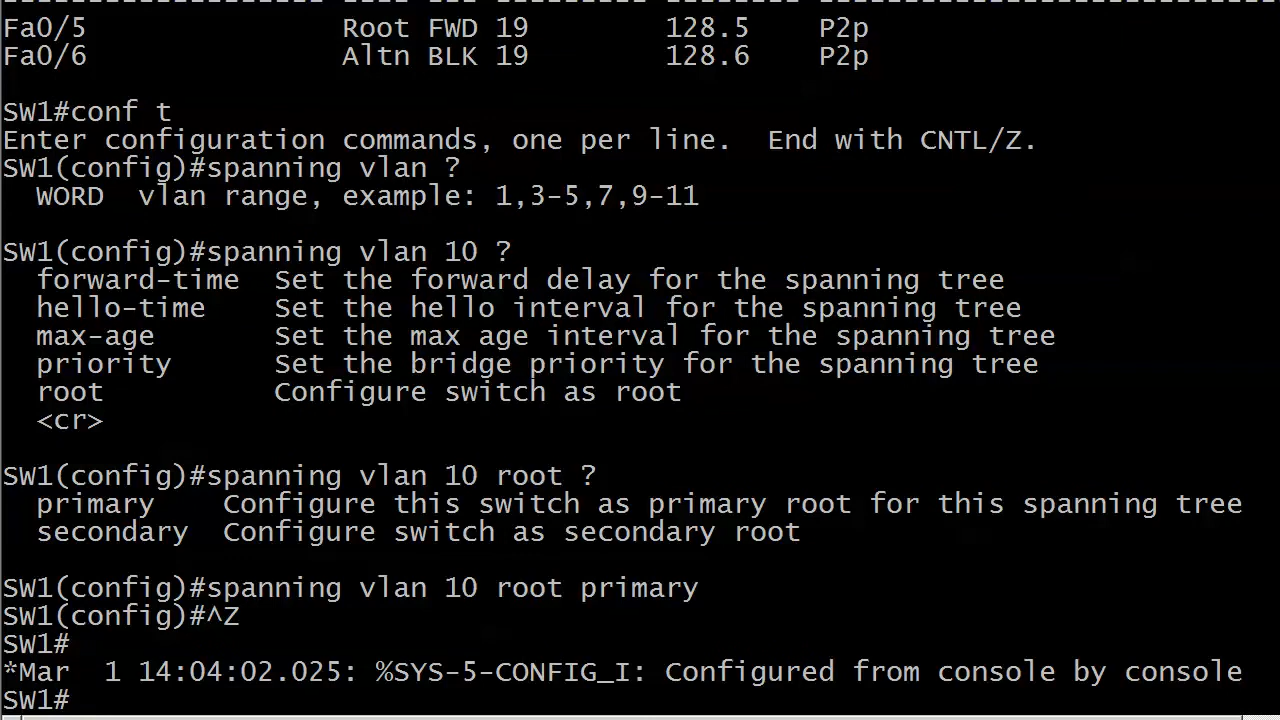 Fa0/5               Root FWD 19        128.5    P2p
Fa0/6               Altn BLK 19        128.6    P2p
SW1#conf t
Enter configuration commands, one per line.  End with CNTL/Z.
SW1(config)#spanning vlan ?
  WORD  vlan range, example: 1,3-5,7,9-11
SW1(config)#spanning vlan 10 ?
  forward-time  Set the forward delay for the spanning tree
  hello-time    Set the hello interval for the spanning tree
  max-age       Set the max age interval for the spanning tree
  priority      Set the bridge priority for the spanning tree
  root          Configure switch as root
  <cr>
SW1(config)#spanning vlan 10 root ?
  primary    Configure this switch as primary root for this spanning tree
  secondary  Configure switch as secondary root
SW1(config)#spanning vlan 10 root primary
SW1(config)#^Z
SW1#
*Mar  1 14:04:02.025: %SYS-5-CONFIG_I: Configured from console by console
SW1#